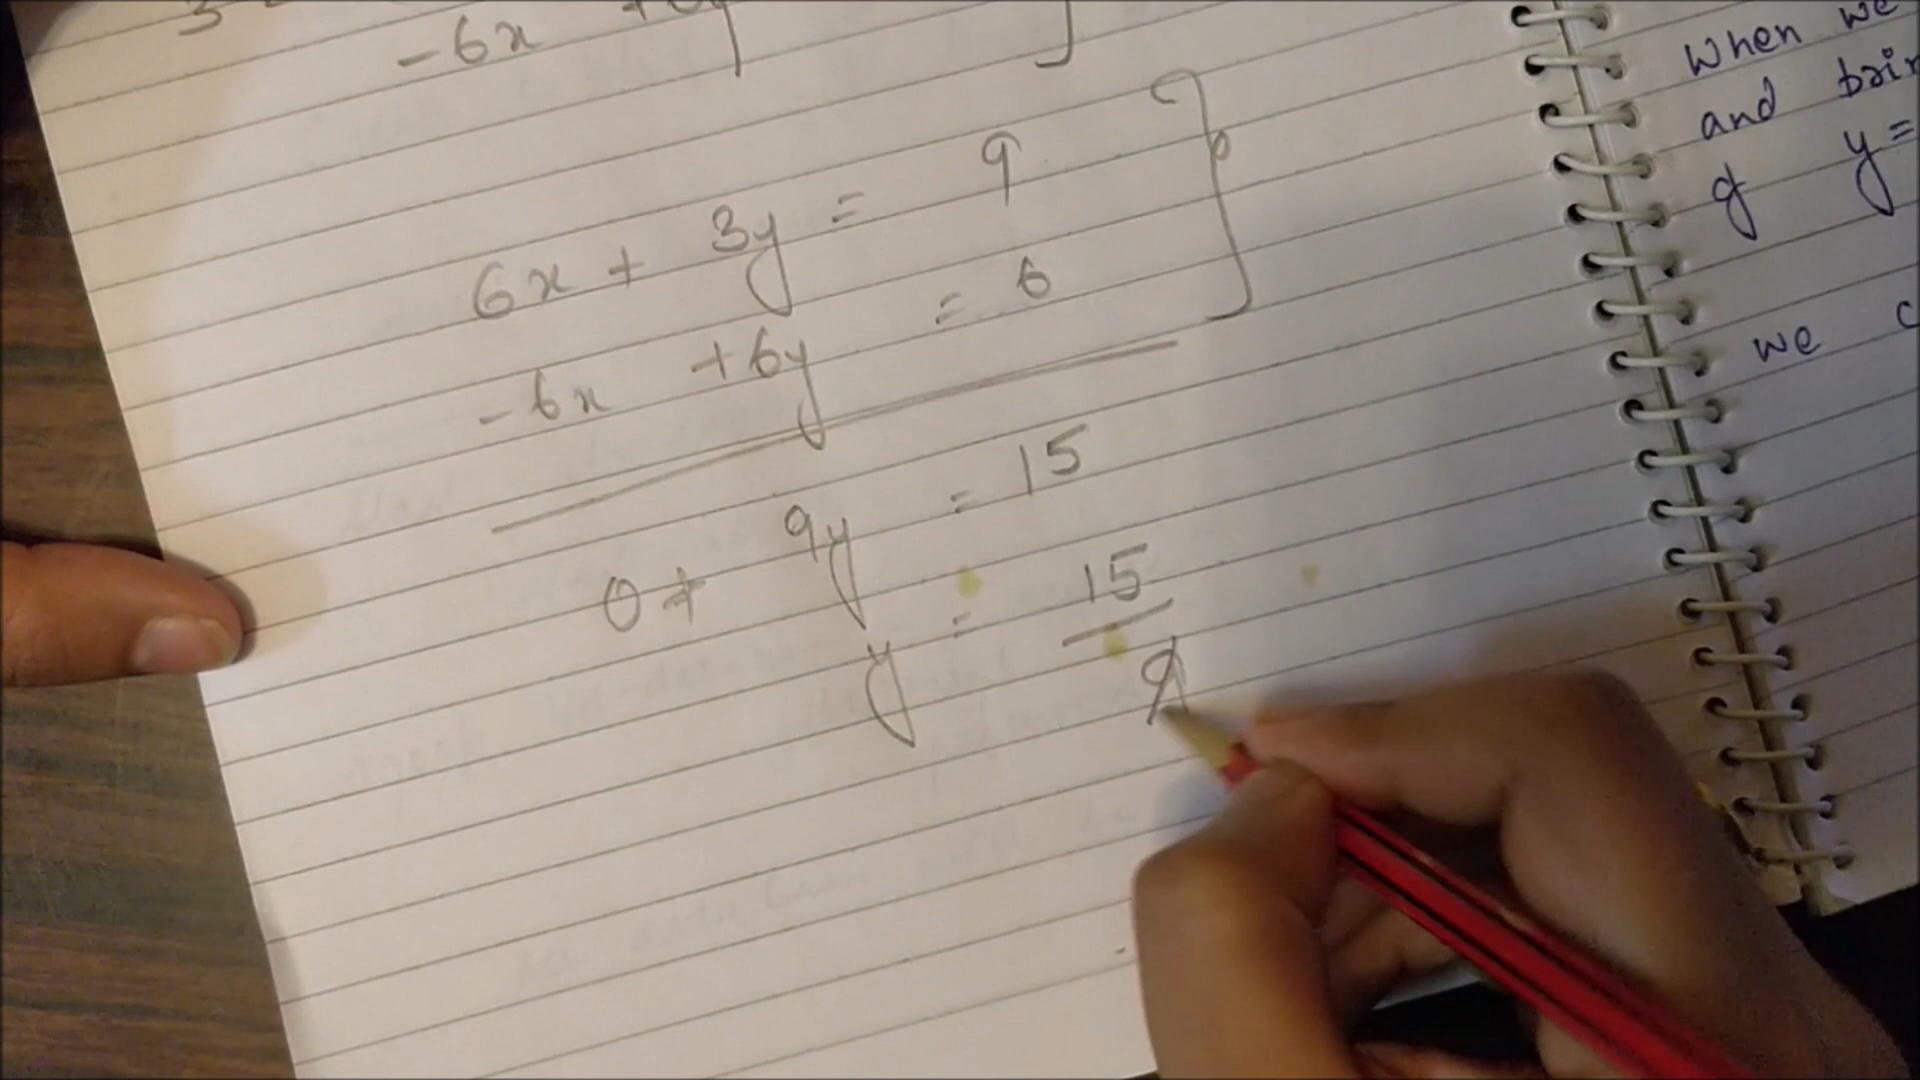 -6x
6x + 3y = 9
-6x +6y = 6
0+ 9y = 15
y = 15/9
When we
and
y=
we c